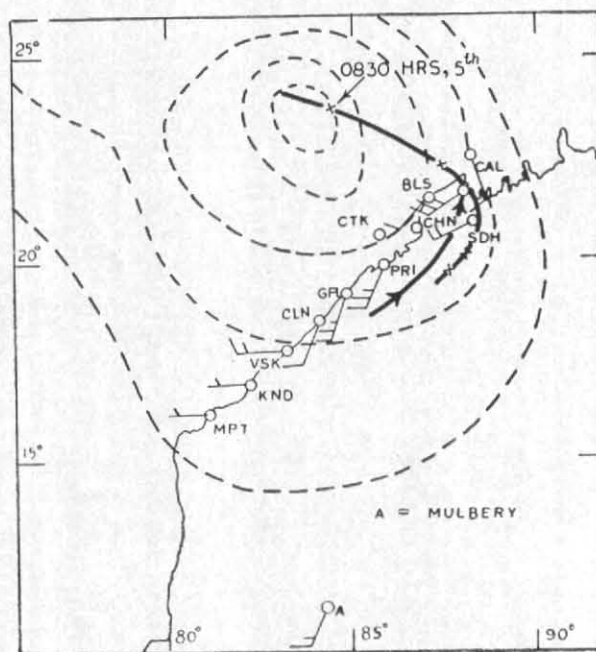 25°
0830 HRS, 5th
CAL
BLS
CTK
CHN
SDH
20°
PRI
GPL
CLN
VSK
KND
MPT
15°
A = MULBERY
A
80°
85°
90°